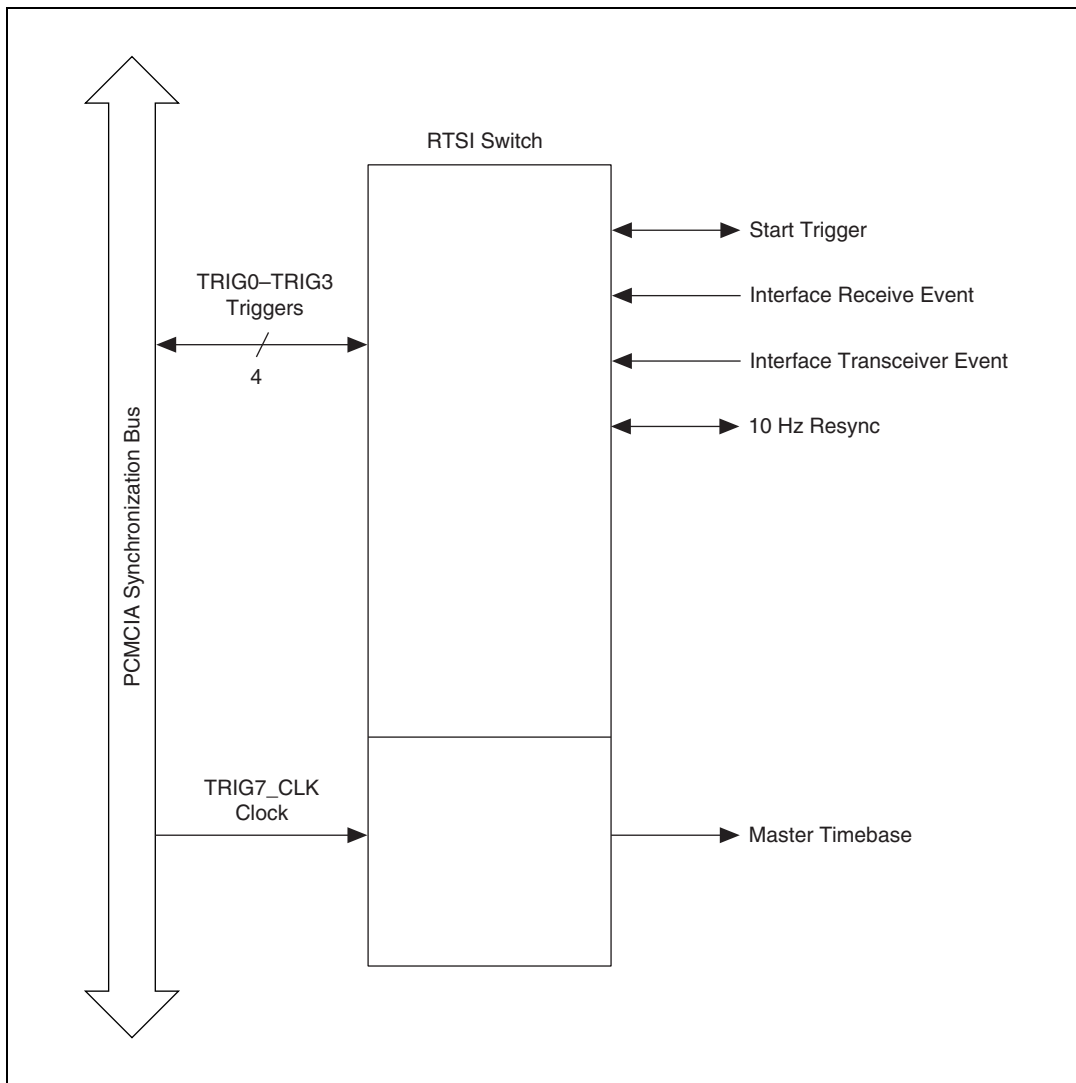 RTSI Switch
PCMCIA Synchronization Bus
TRIG0–TRIG3
Triggers
4
Start Trigger
Interface Receive Event
Interface Transceiver Event
10 Hz Resync
TRIG7_CLK
Clock
Master Timebase